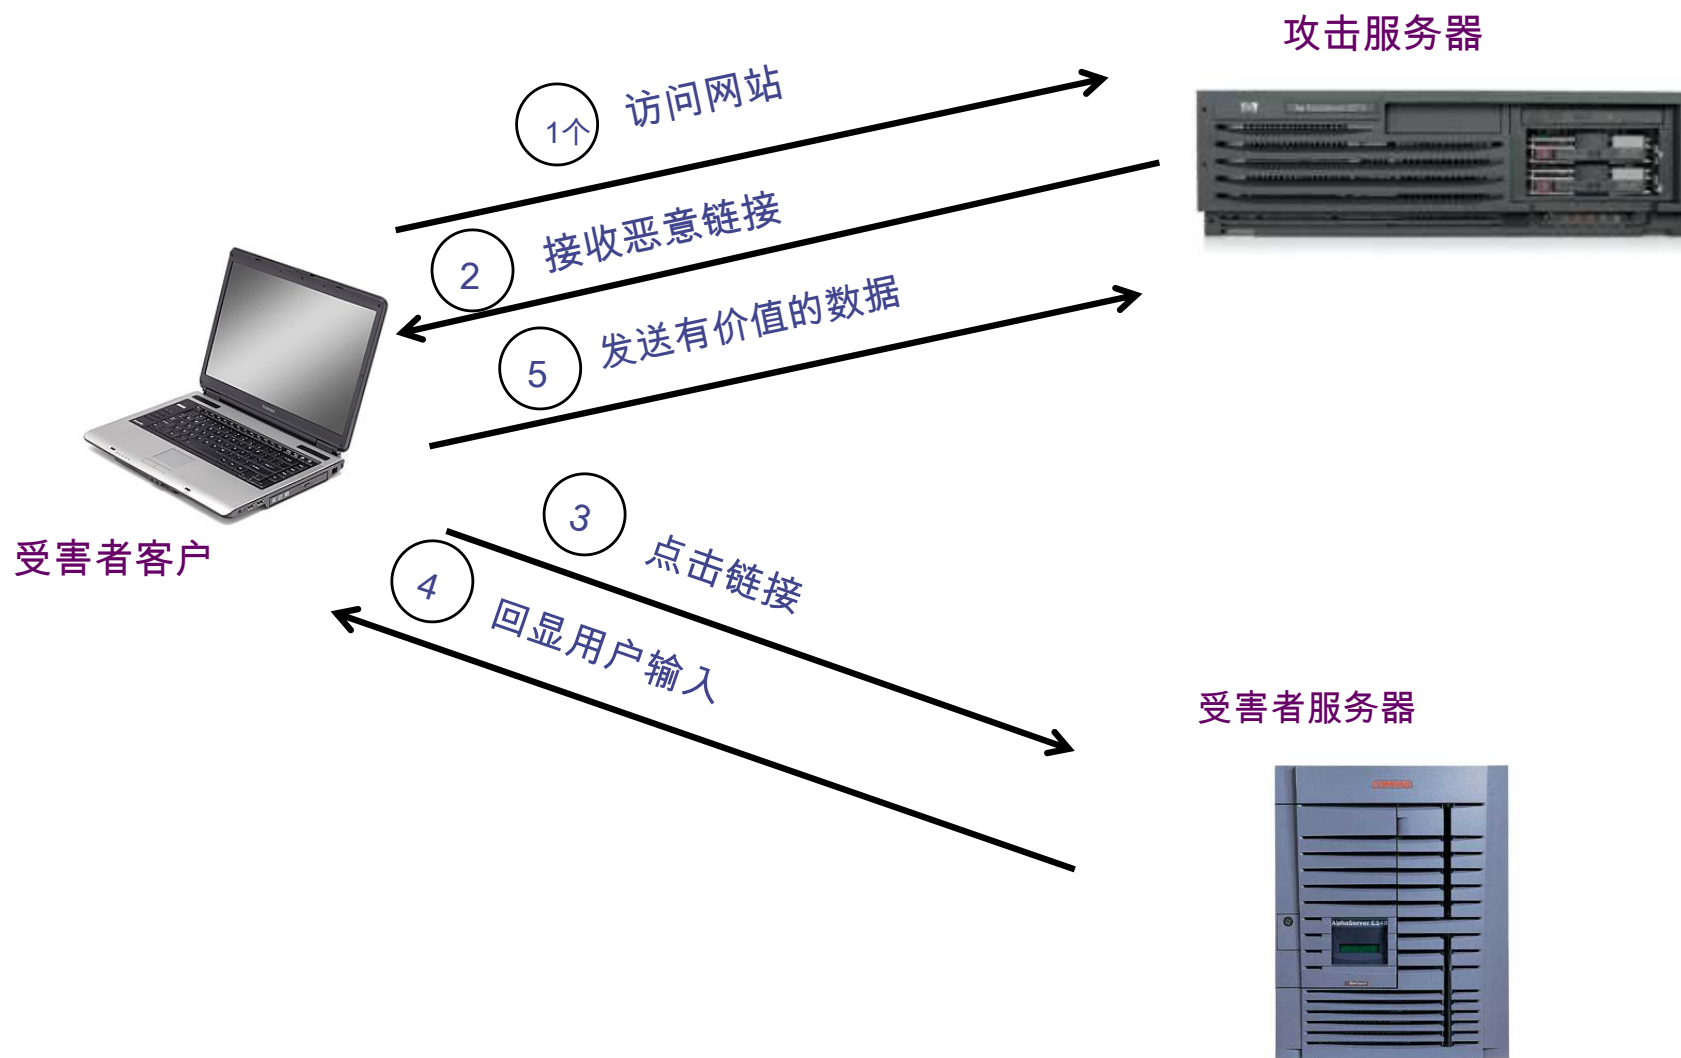 攻击服务器
1个
访问网站
2
接收恶意链接
5
发送有价值的数据
受害者客户
3
点击链接
4
回显用户输入
受害者服务器
AlphaServer ES40